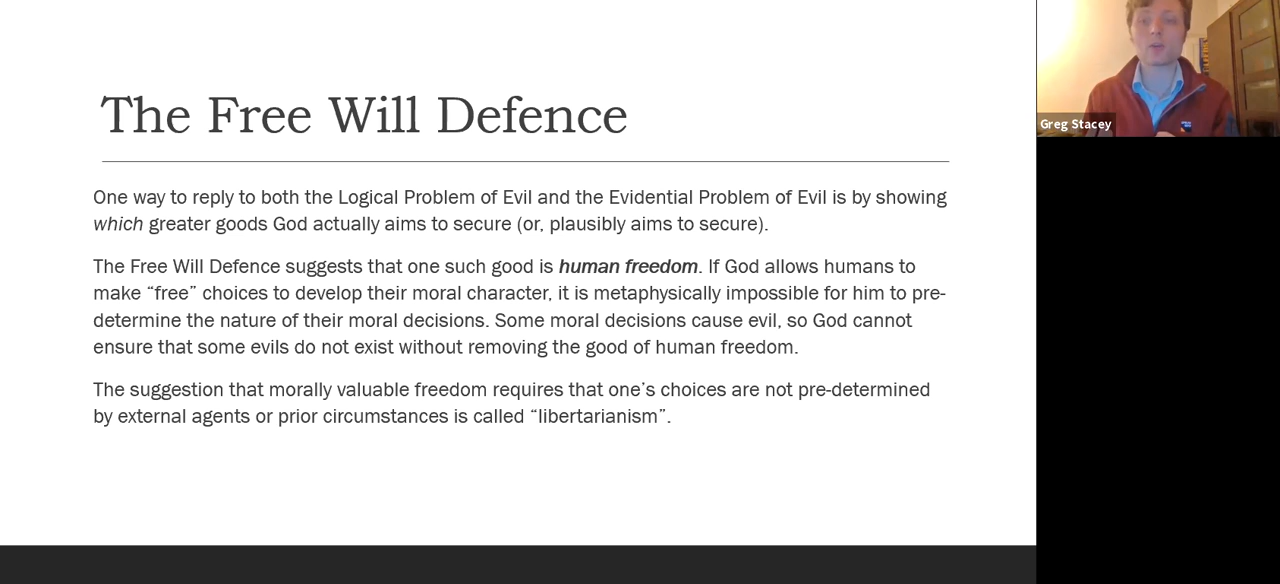 The Free Will Defence
One way to reply to both the Logical Problem of Evil and the Evidential Problem of Evil is by showing
which greater goods God actually aims to secure (or, plausibly aims to secure).
The Free Will Defence suggests that one such good is human freedom. If God allows humans to
make “free” choices to develop their moral character, it is metaphysically impossible for him to pre-
determine the nature of their moral decisions. Some moral decisions cause evil, so God cannot
ensure that some evils do not exist without removing the good of human freedom.
The suggestion that morally valuable freedom requires that one’s choices are not pre-determined
by external agents or prior circumstances is called “libertarianism”.
Greg Stacey